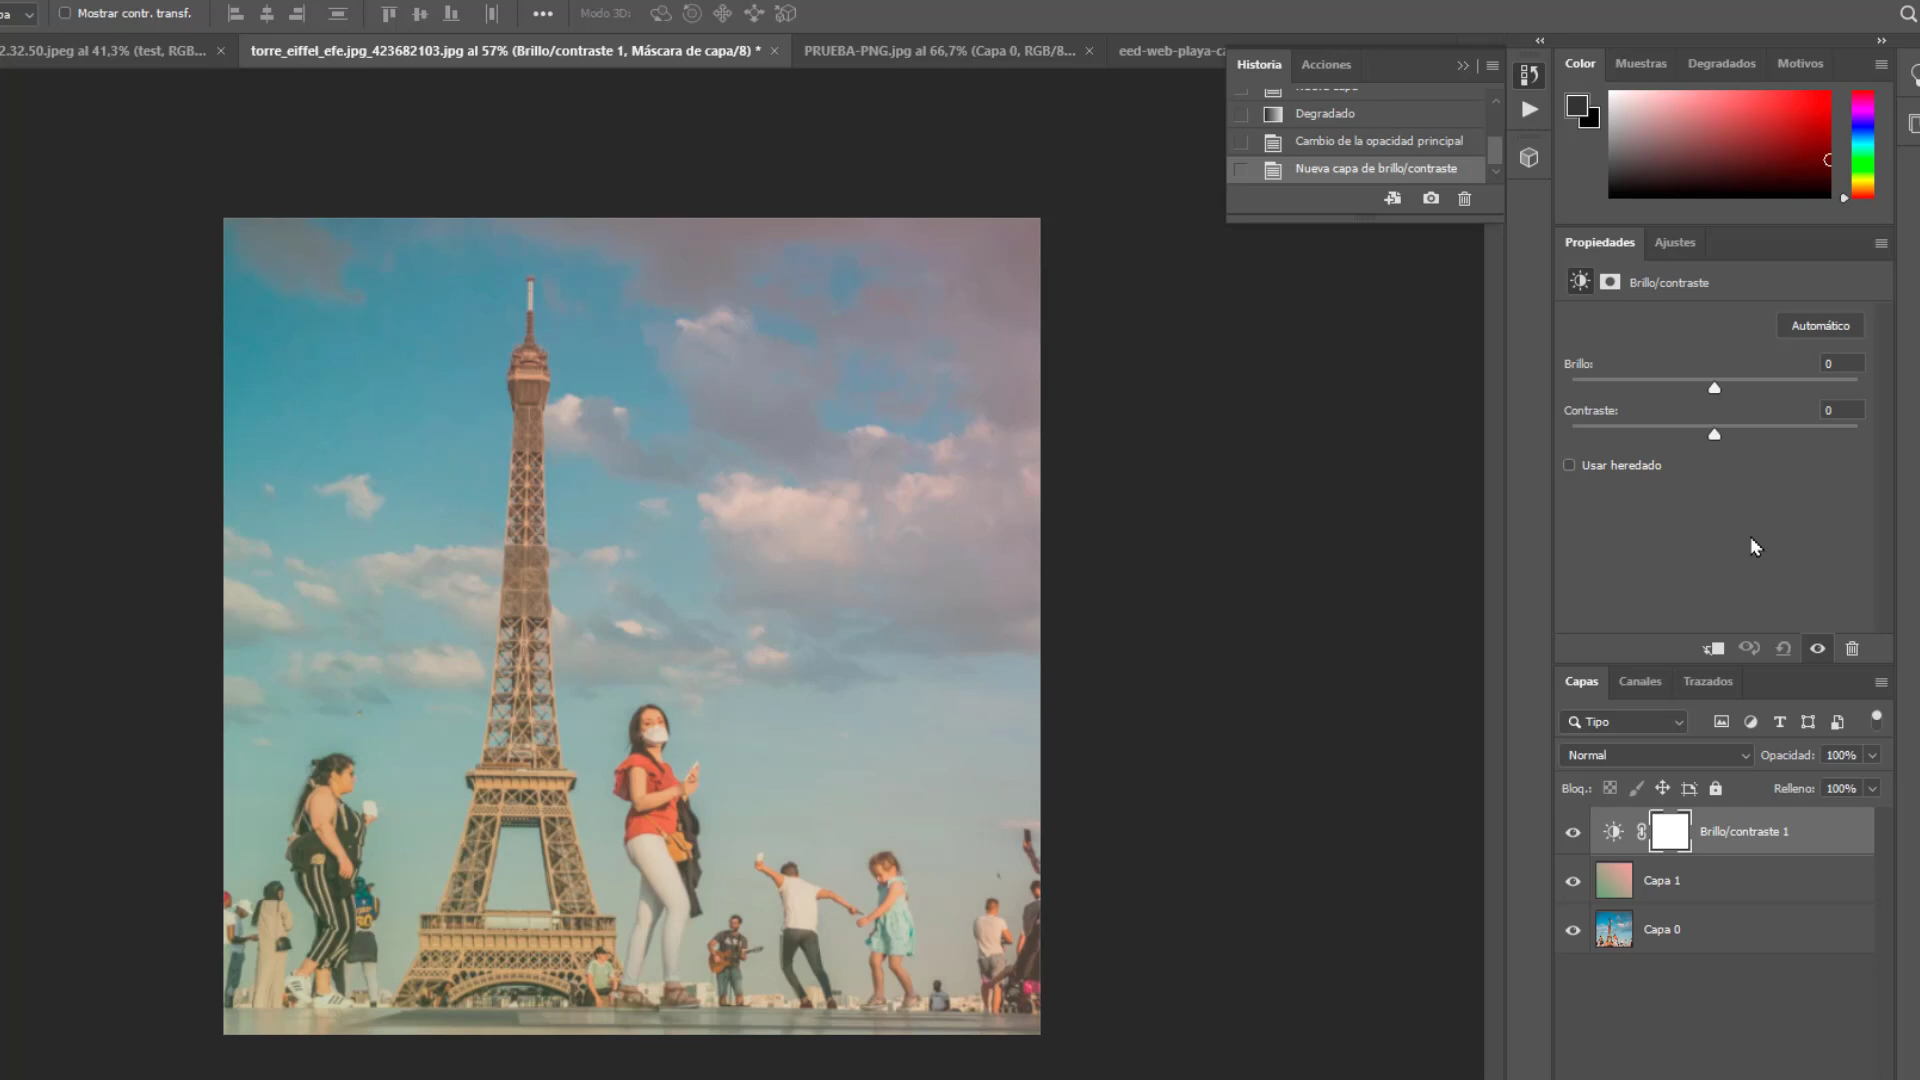 Mostrar contr. transf.
Modo 3D:
2.32.50.jpeg al 41,3% (test, RGB...
torre_eiffel_efe.jpg_423682103.jpg al 57% (Brillo/contraste 1, Máscara de capa/8) *
PRUEBA-PNG.jpg al 66,7% (Capa 0, RGB/8...
eed-web-playa-ca
Historia
Acciones
Degradado
Cambio de la opacidad principal
Nueva capa de brillo/contraste
Color
Muestras
Degradados
Motivos
Propiedades
Ajustes
Brillo/contraste
Automático
Brillo:
0
Contraste:
0
Usar heredado
Capas
Canales
Trazados
Tipo
Normal
Opacidad:
100%
Bloq.:
Relleno:
100%
Brillo/contraste 1
Capa 1
Capa 0